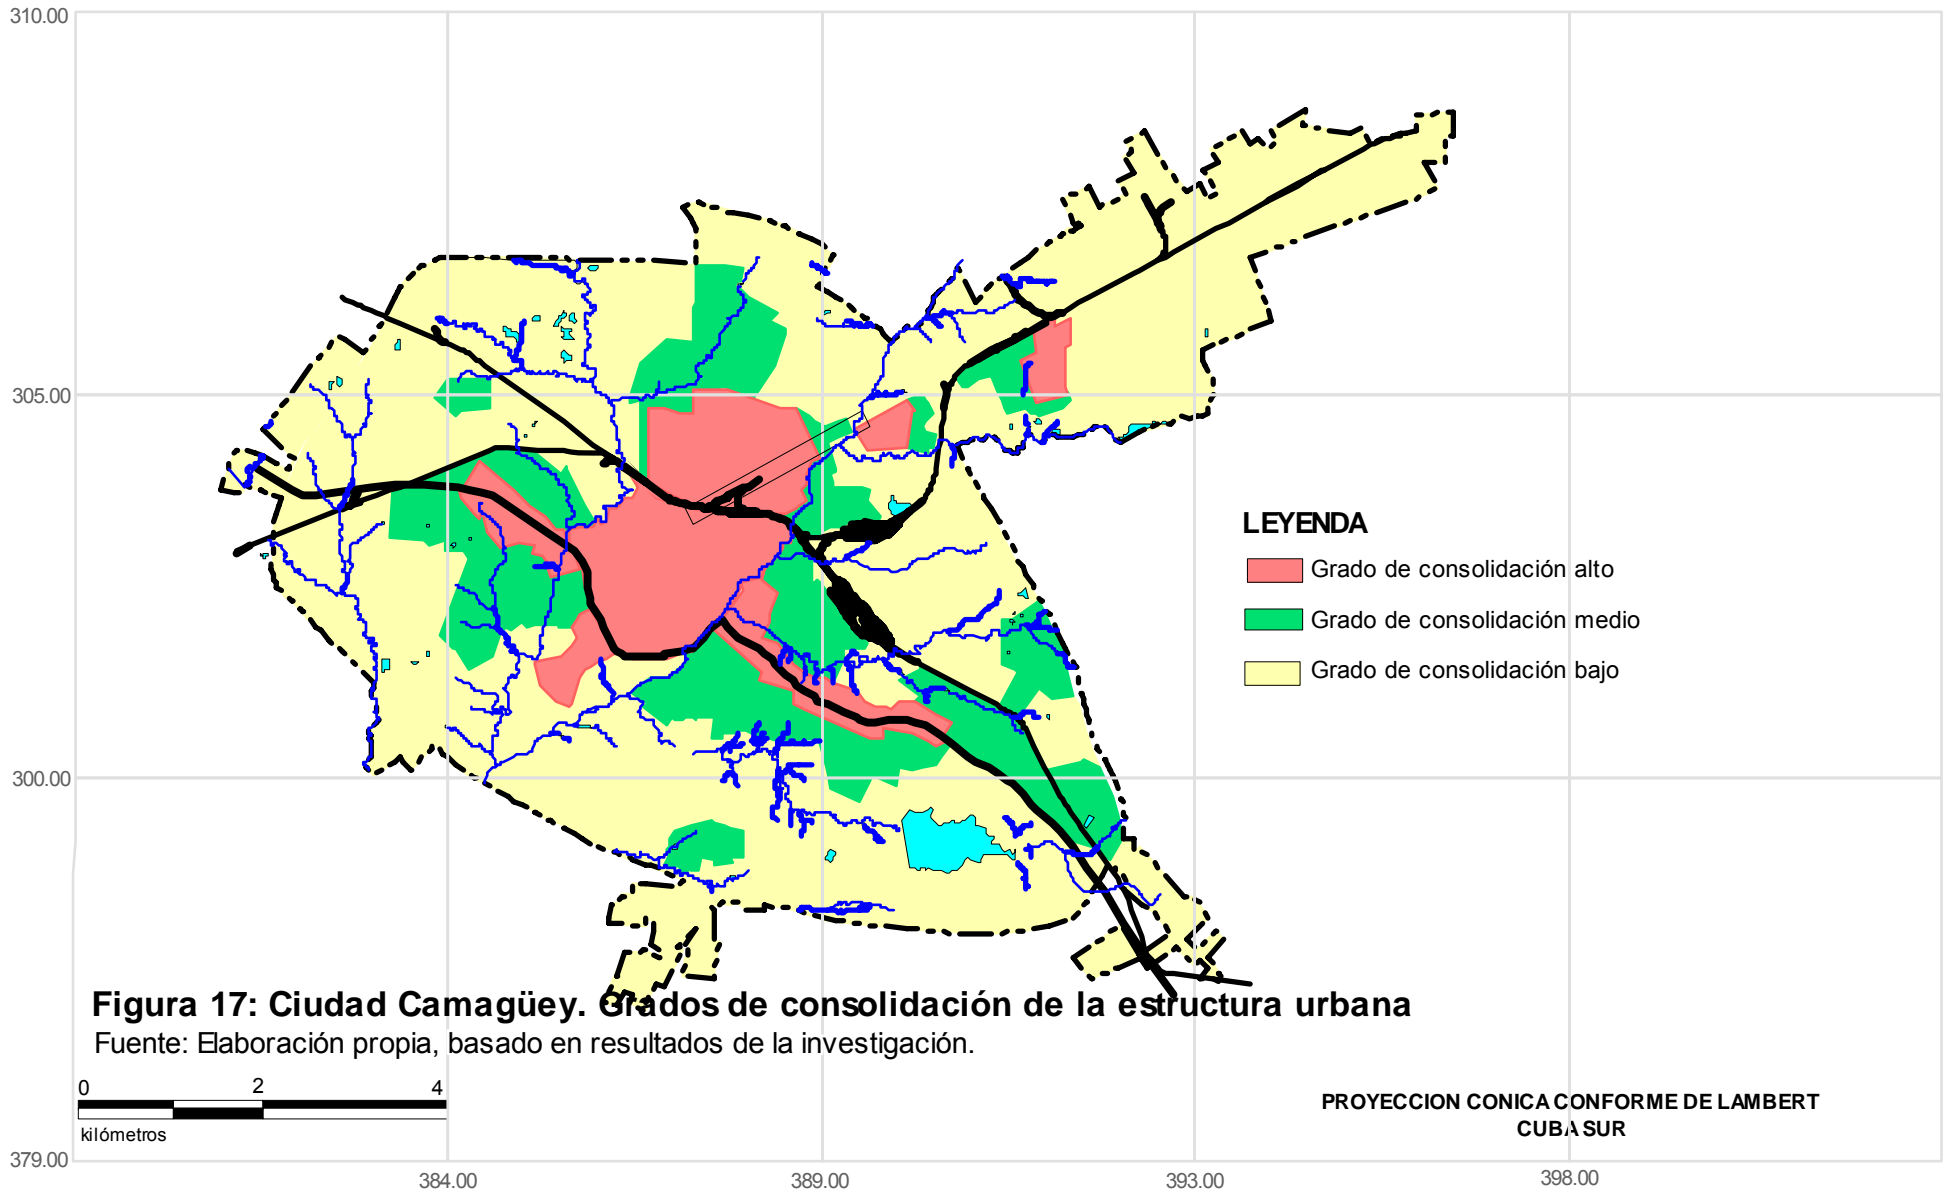 310.00
305.00
LEYENDA
Grado de consolidación alto
Grado de consolidación medio
Grado de consolidación bajo
300.00
Figura 17: Ciudad Camagüey. Grados de consolidación de la estructura urbana
Fuente: Elaboración propia, basado en resultados de la investigación.
0 2 4
kilómetros
PROYECCION CONICA CONFORME DE LAMBERT
CUBA SUR
379.00
384.00 389.00 393.00 398.00